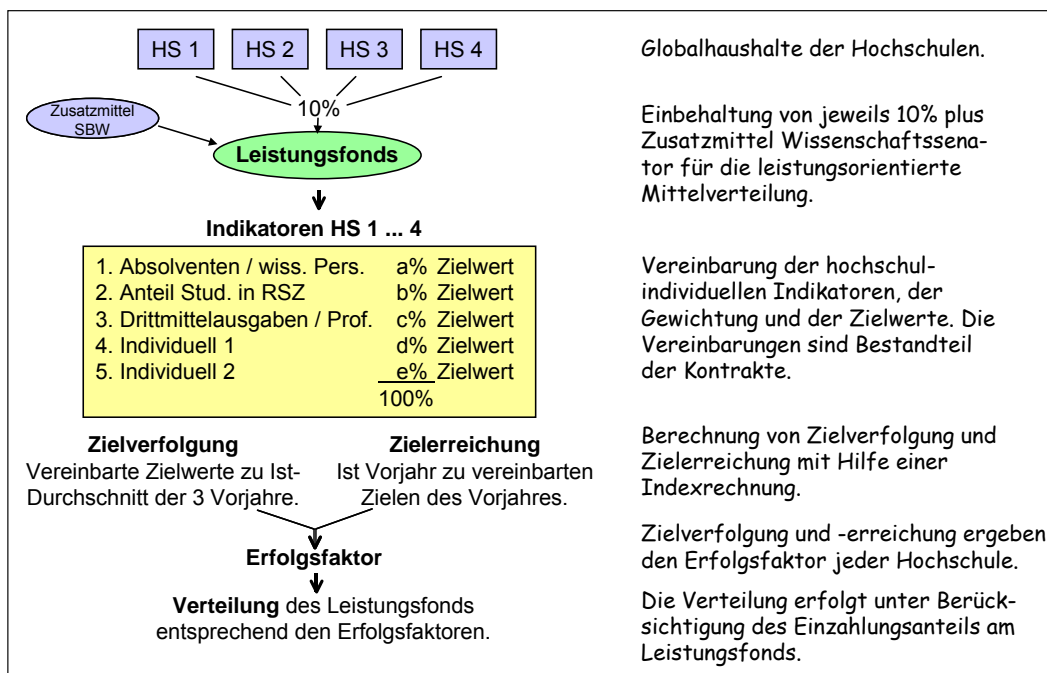 HS 1 HS 2 HS 3 HS 4
Globalhaushalte der Hochschulen.
10%
Zusatzmittel
SBW
Leistungsfonds
Einbehaltung von jeweils 10% plus
Zusatzmittel Wissenschaftssena-
tor für die leistungsorientierte
Mittelverteilung.
Indikatoren HS 1 ... 4
1. Absolventen / wiss. Pers. a% Zielwert
2. Anteil Stud. in RSZ b% Zielwert
3. Drittmittelausgaben / Prof. c% Zielwert
4. Individuell 1 d% Zielwert
5. Individuell 2 e% Zielwert
100%
Vereinbarung der hochschul-
individuellen Indikatoren, der
Gewichtung und der Zielwerte. Die
Vereinbarungen sind Bestandteil
der Kontrakte.
Zielverfolgung
Vereinbarte Zielwerte zu Ist-
Durchschnitt der 3 Vorjahre.
Zielerreichung
Ist Vorjahr zu vereinbarten
Zielen des Vorjahres.
Berechnung von Zielverfolgung und
Zielerreichung mit Hilfe einer
Indexrechnung.
Erfolgsfaktor
Zielverfolgung und -erreichung ergeben
den Erfolgsfaktor jeder Hochschule.
Verteilung des Leistungsfonds
entsprechend den Erfolgsfaktoren.
Die Verteilung erfolgt unter Berück-
sichtigung des Einzahlungsanteils am
Leistungsfonds.